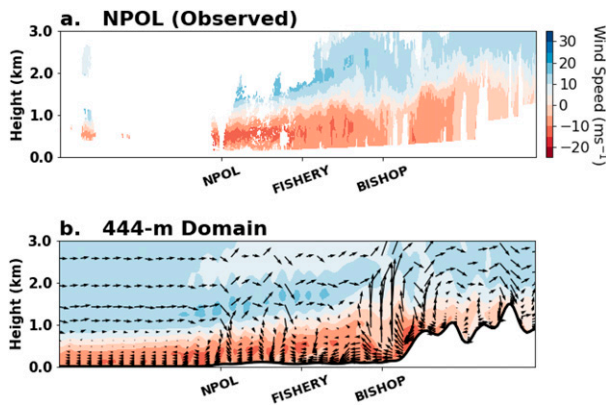 a. NPOL (Observed)
3.0
2.0
1.0
0.0
Height (km)
NPOL
FISHERY
BISHOP
30
20
10
0
−10
−20
Wind Speed (ms⁻¹)
b. 444-m Domain
3.0
2.0
1.0
0.0
Height (km)
NPOL
FISHERY
BISHOP